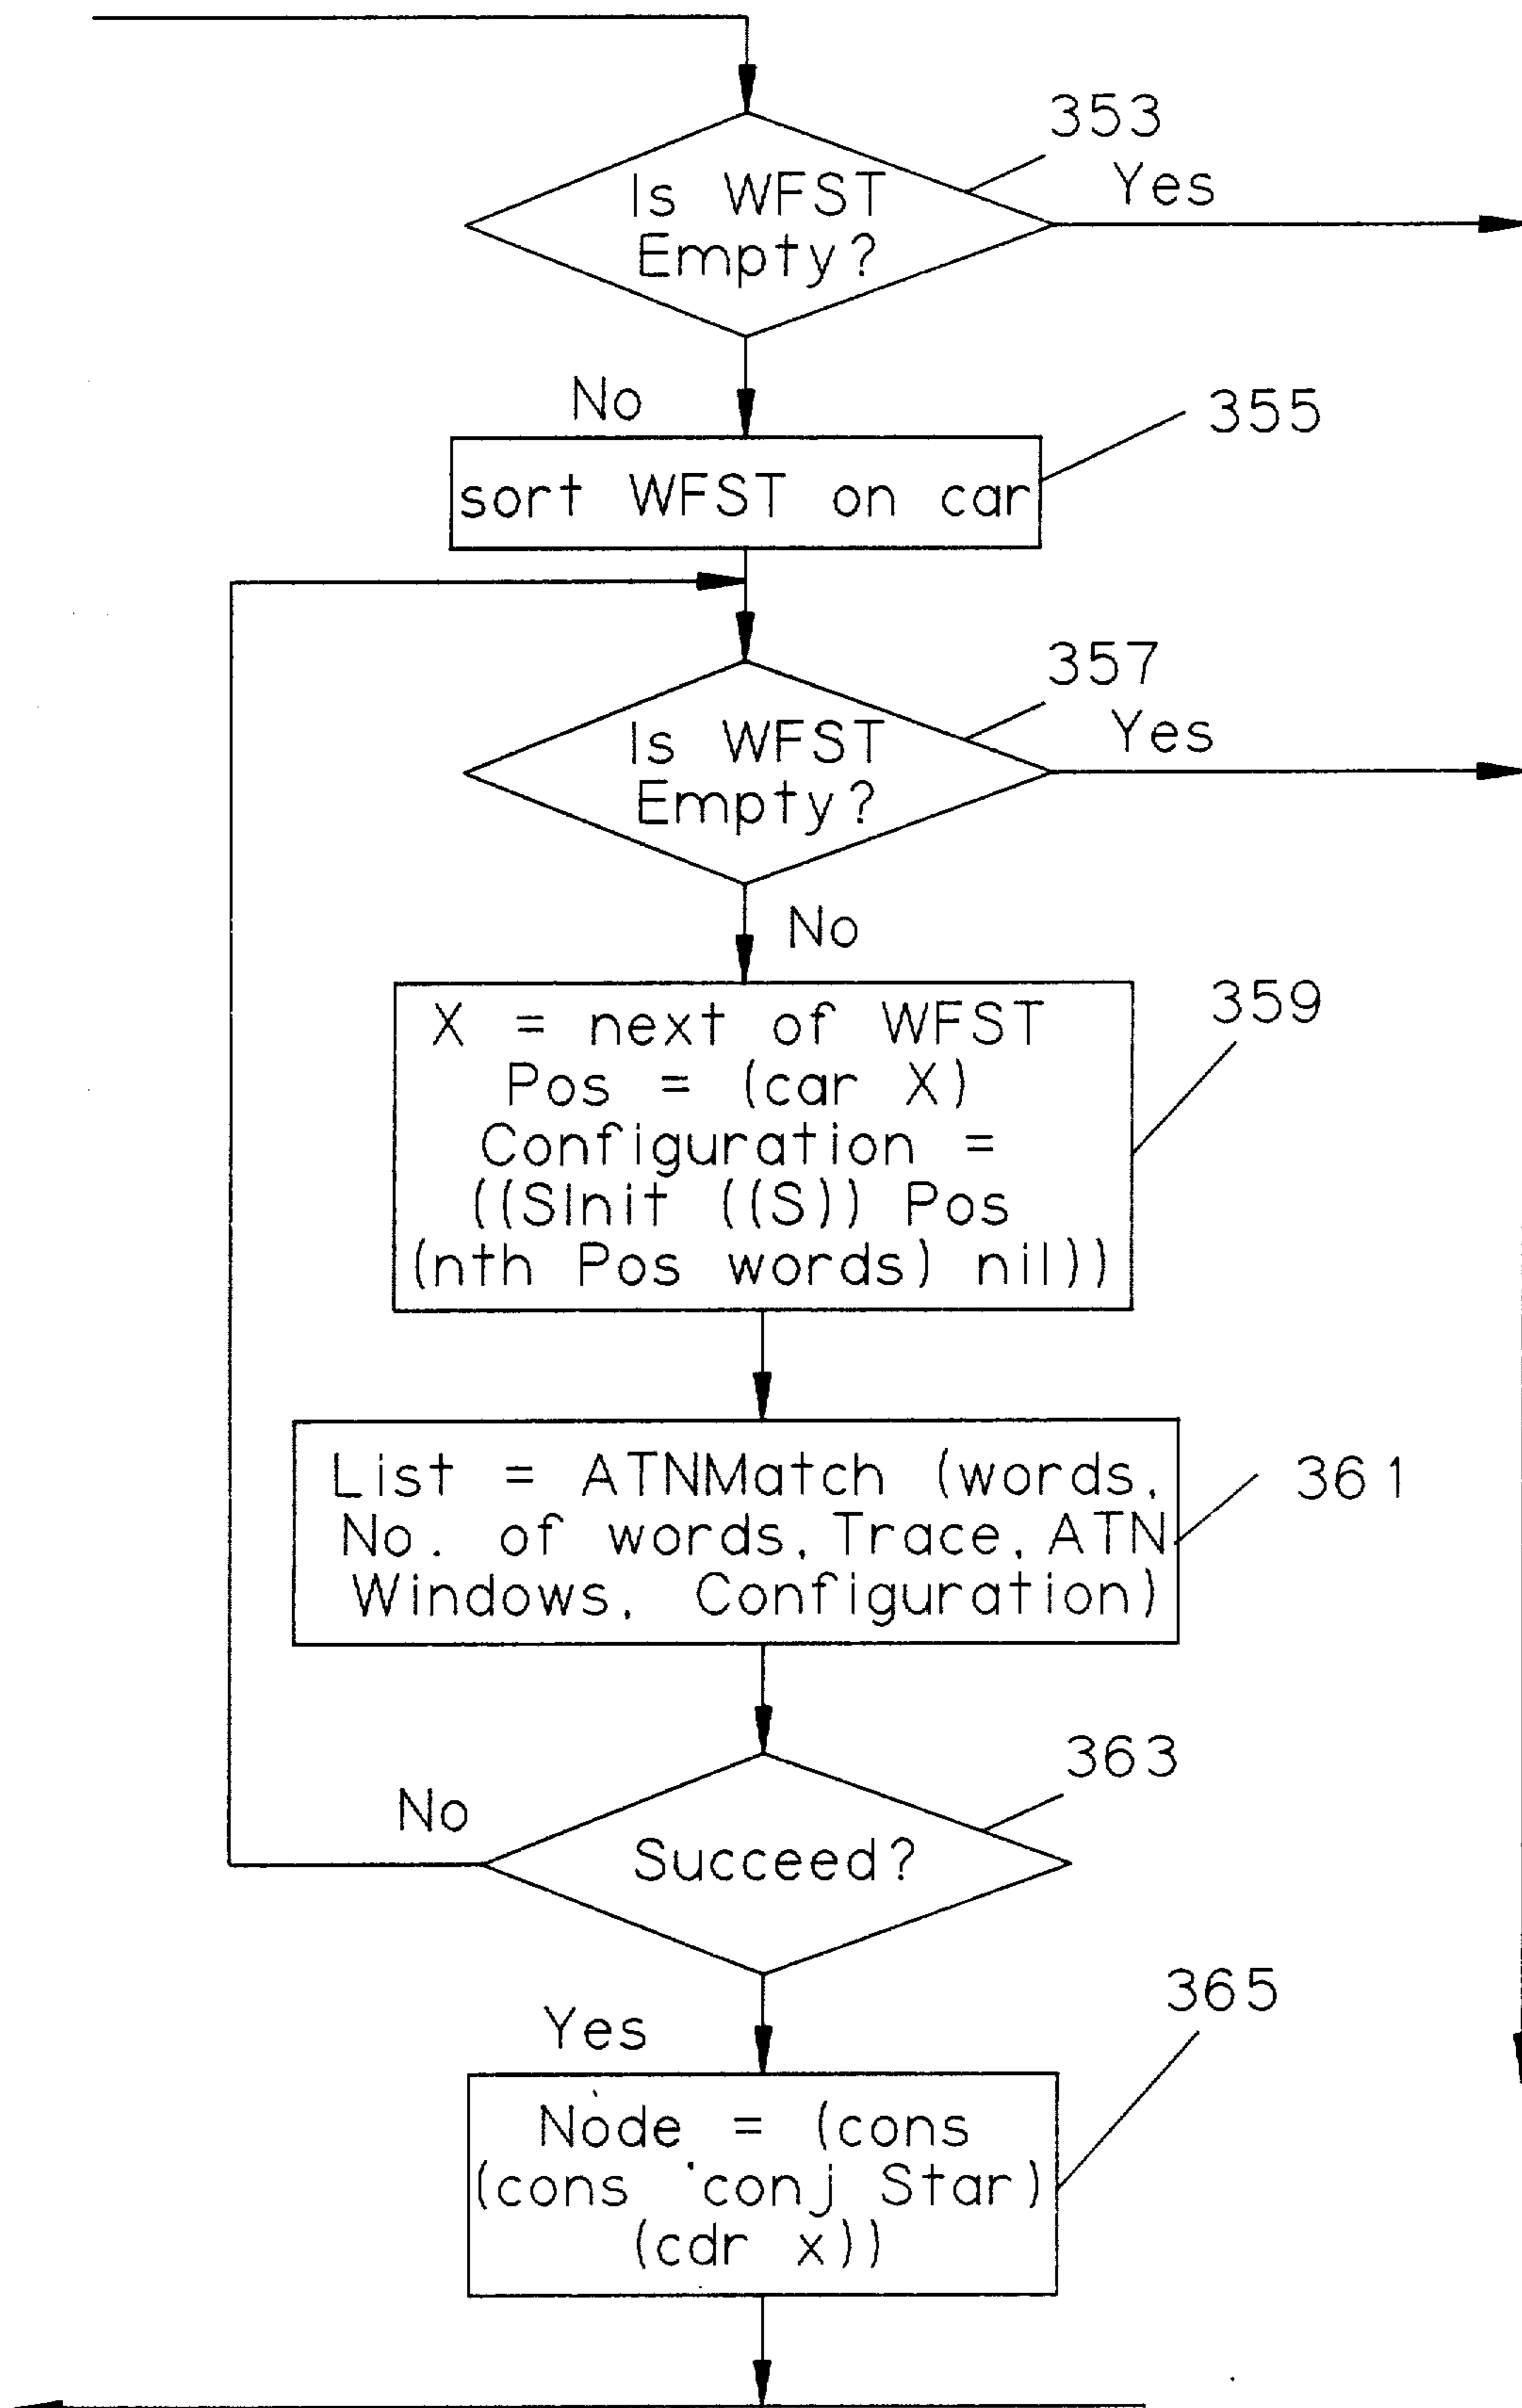 353
Is WFST
Yes
Empty?
No
355
sort WFST on car
357
Is WFST
Yes
Empty?
No
359
X = next of WFST
Pos = (car X)
Configuration =
((SInit ((S)) Pos
(nth Pos words) nil))
361
List = ATNMatch (words,
No. of words, Trace, ATN
Windows, Configuration)
363
No
Succeed?
365
Yes
Node = (cons
(cons 'conj Star)
(cdr x))